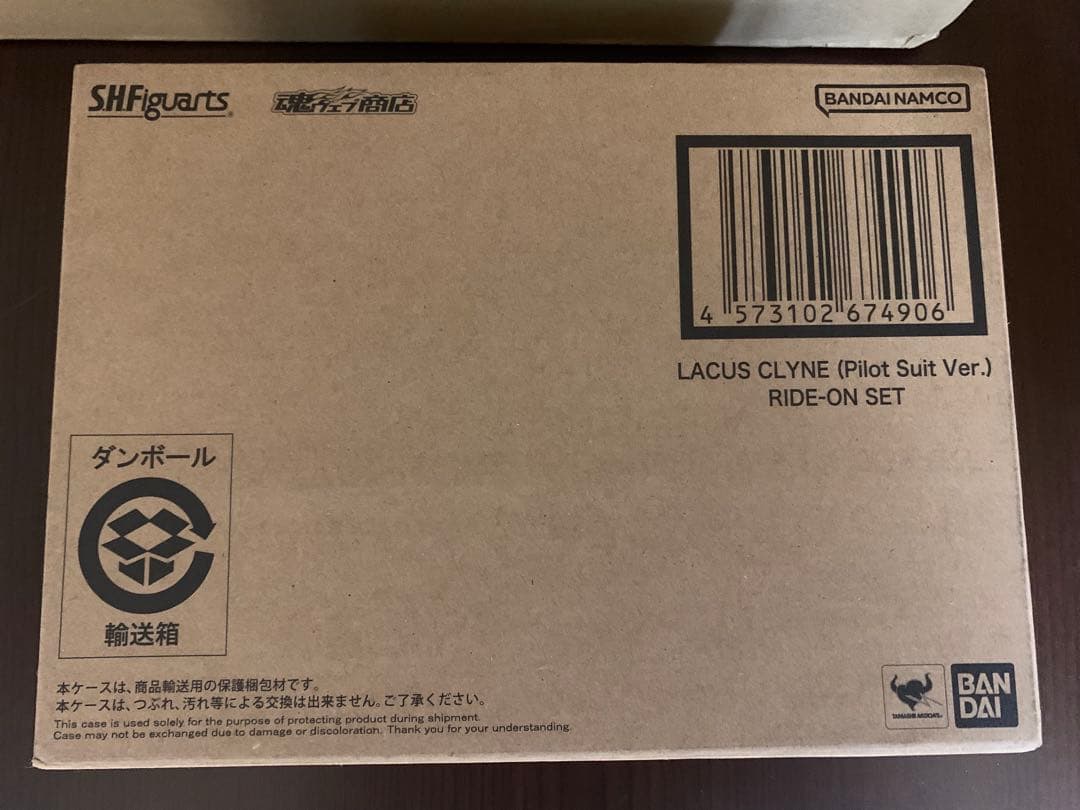 S.H.Figuarts
魂ウェブ商店
BANDAI NAMCO
4 573102 674906
LACUS CLYNE (Pilot Suit Ver.)
RIDE-ON SET
ダンボール
輸送箱
本ケースは、商品輸送用の保護梱包材です。
本ケースは、つぶれ、汚れ等による交換は出来ません。ご了承ください。
This case is used solely for the purpose of protecting product during shipment.
Case may not be exchanged due to damage or discoloration. Thank you for your understanding.
TAMASHII NATIONS
BAN
DAI